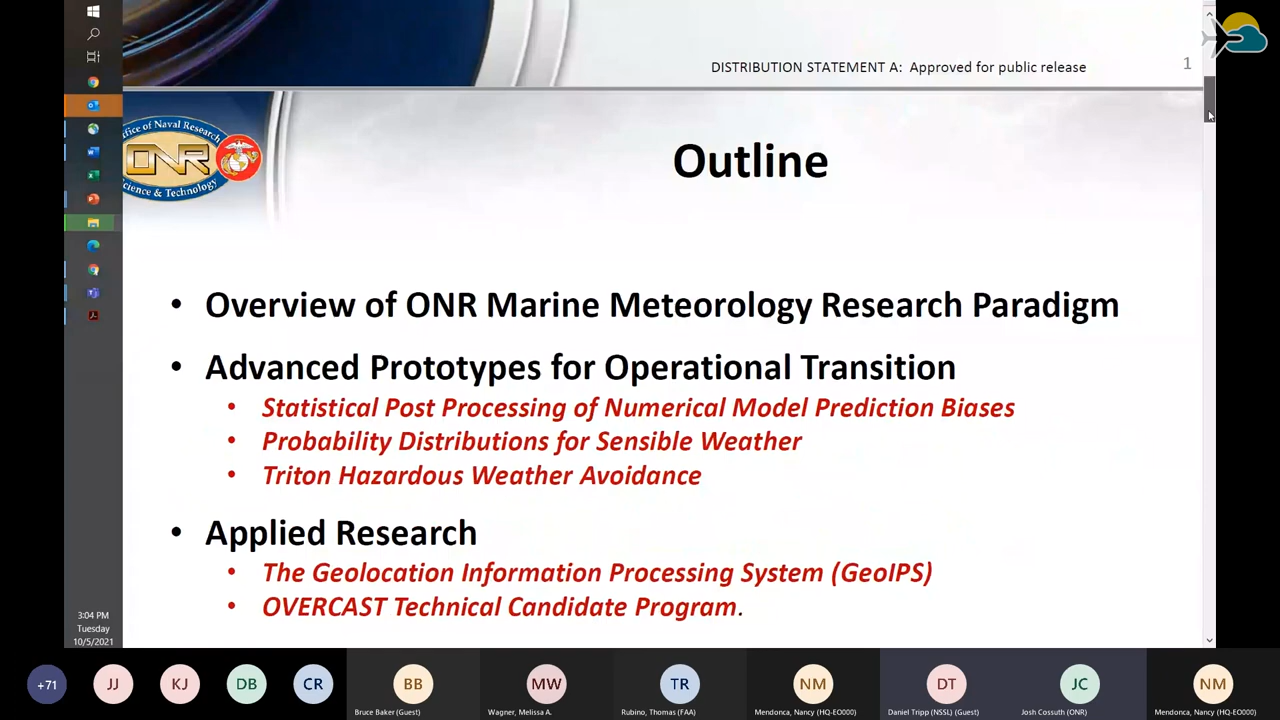 DISTRIBUTION STATEMENT A: Approved for public release
1
ffice of Naval Research
ONR
Science & Technology
Outline
• Overview of ONR Marine Meteorology Research Paradigm
• Advanced Prototypes for Operational Transition
• Statistical Post Processing of Numerical Model Prediction Biases
• Probability Distributions for Sensible Weather
• Triton Hazardous Weather Avoidance
• Applied Research
• The Geolocation Information Processing System (GeoIPS)
• OVERCAST Technical Candidate Program.
3:04 PM
Tuesday
10/5/2021
+71
JJ
KJ
DB
CR
BB
MW
TR
NM
DT
JC
NM
Bruce Baker (Guest)
Wagner, Melissa A.
Rubino, Thomas (FAA)
Mendonca, Nancy (HQ-EO000)
Daniel Tripp (NSSL) (Guest)
Josh Cossuth (ONR)
Mendonca, Nancy (HQ-EO000)